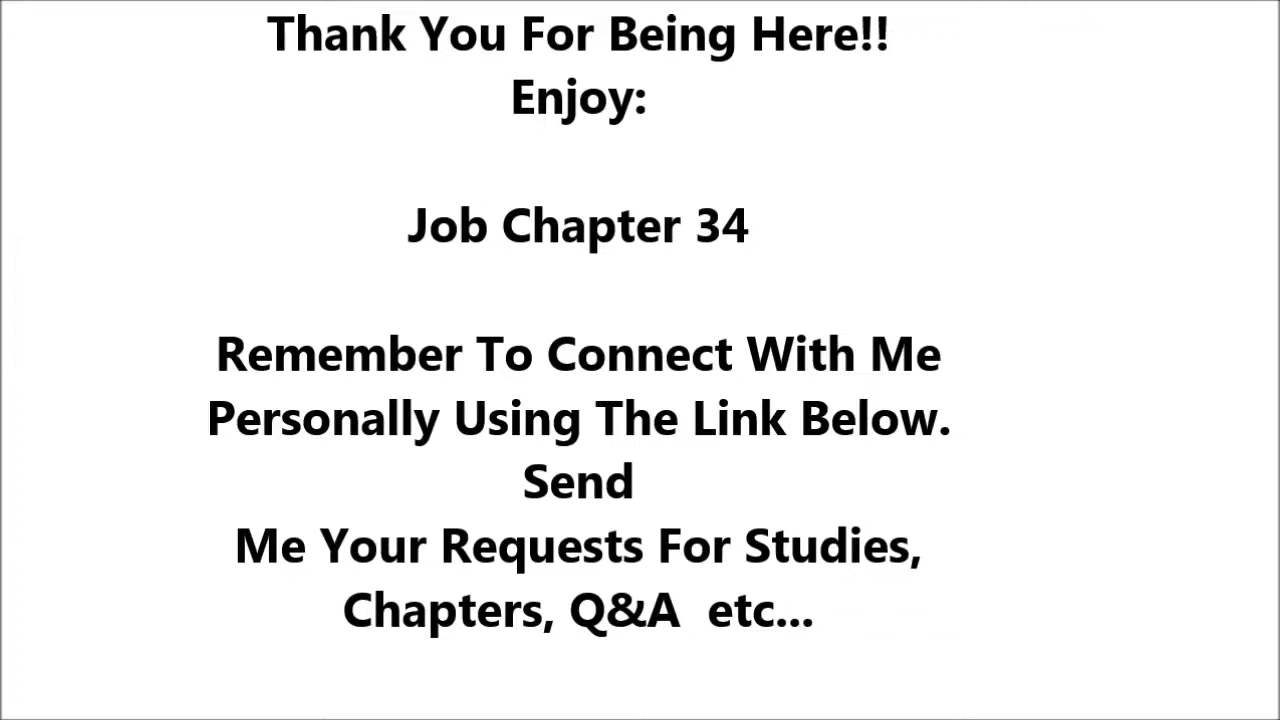 Thank You For Being Here!!
Enjoy:
Job Chapter 34
Remember To Connect With Me
Personally Using The Link Below.
Send
Me Your Requests For Studies,
Chapters, Q&A  etc...